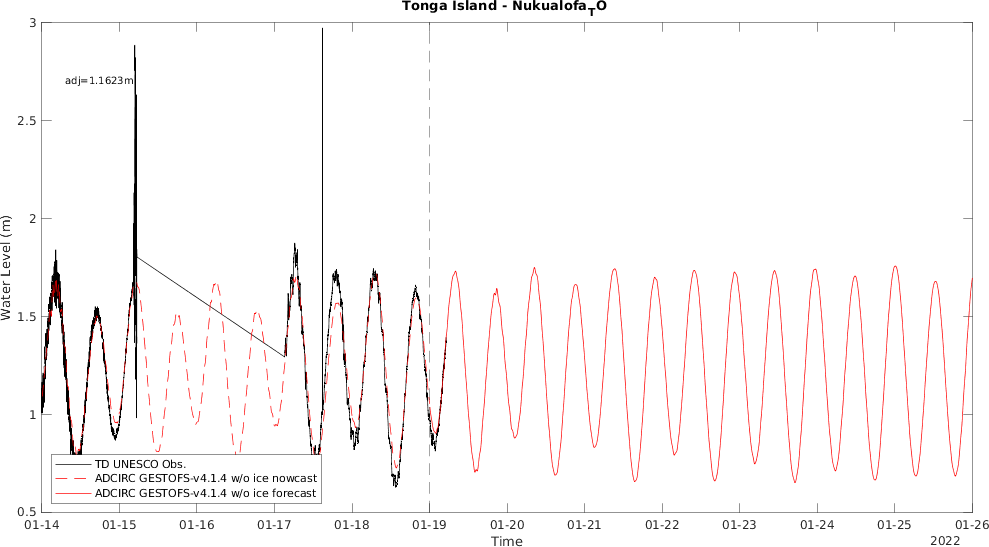 Tonga Island - NukualofaTO
3
adj=1.1623m
2.5
2
Water Level (m)
1.5
1
TD UNESCO Obs.
ADCIRC GESTOFS-v4.1.4 w/o ice nowcast
ADCIRC GESTOFS-v4.1.4 w/o ice forecast
0.5
01-14 01-15 01-16 01-17 01-18 01-19 01-20 01-21 01-22 01-23 01-24 01-25 01-26
Time
2022